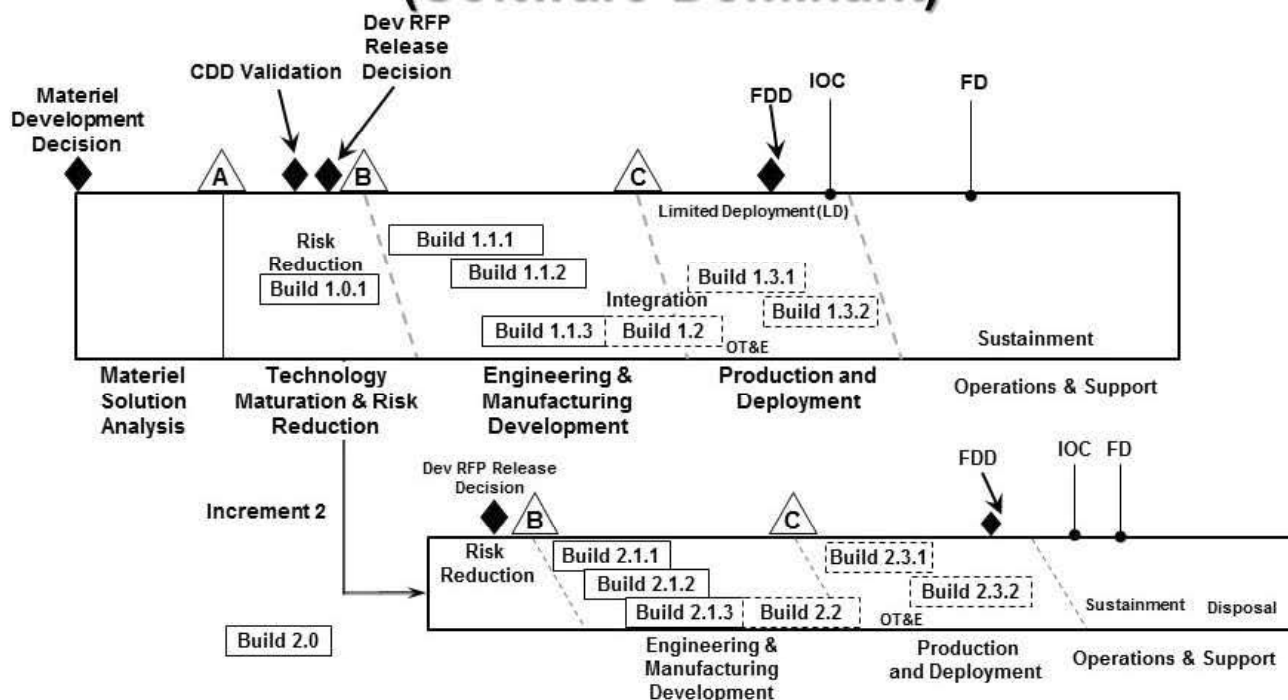 (Software Dominant)
Dev RFP
Release
Decision
CDD Validation
Materiel
Development
Decision
IOC
FD
FDD
A
B
C
Limited Deployment (LD)
Risk
Reduction
Build 1.0.1
Build 1.1.1
Build 1.1.2
Integration
Build 1.1.3
Build 1.2
OT&E
Build 1.3.1
Build 1.3.2
Sustainment
Materiel
Solution
Analysis
Technology
Maturation & Risk
Reduction
Engineering &
Manufacturing
Development
Production and
Deployment
Operations & Support
Increment 2
Dev RFP Release
Decision
B
C
FDD
IOC
FD
Risk
Reduction
Build 2.1.1
Build 2.1.2
Build 2.1.3
Build 2.2
Build 2.3.1
Build 2.3.2
OT&E
Sustainment
Disposal
Build 2.0
Engineering &
Manufacturing
Development
Production
and Deployment
Operations & Support